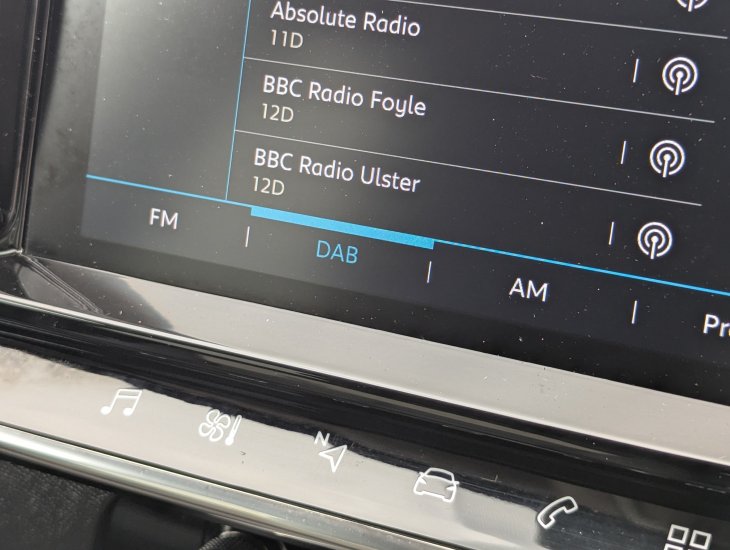 Absolute Radio
11D
BBC Radio Foyle
12D
BBC Radio Ulster
12D
FM
DAB
AM
N